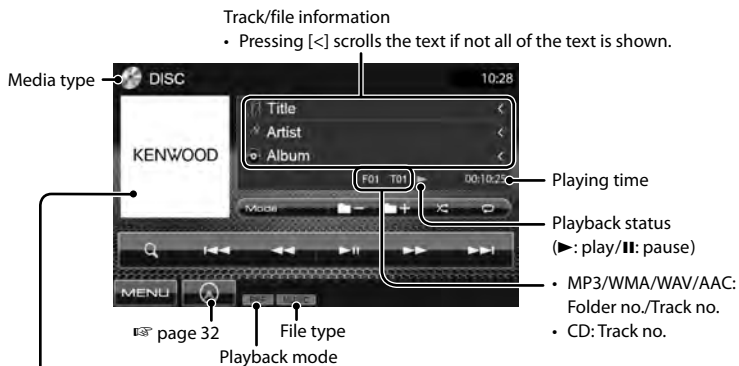 Track/file information
• Pressing [<] scrolls the text if not all of the text is shown.
Media type
DISC
10:28
Title <
Artist <
Album <
KENWOOD
F01 T01 ►
00:10:25
Playing time
Mode
Playback status
(►: play/II: pause)
• MP3/WMA/WAV/AAC:
Folder no./Track no.
• CD: Track no.
MENU
☞ page 32
File type
Playback mode